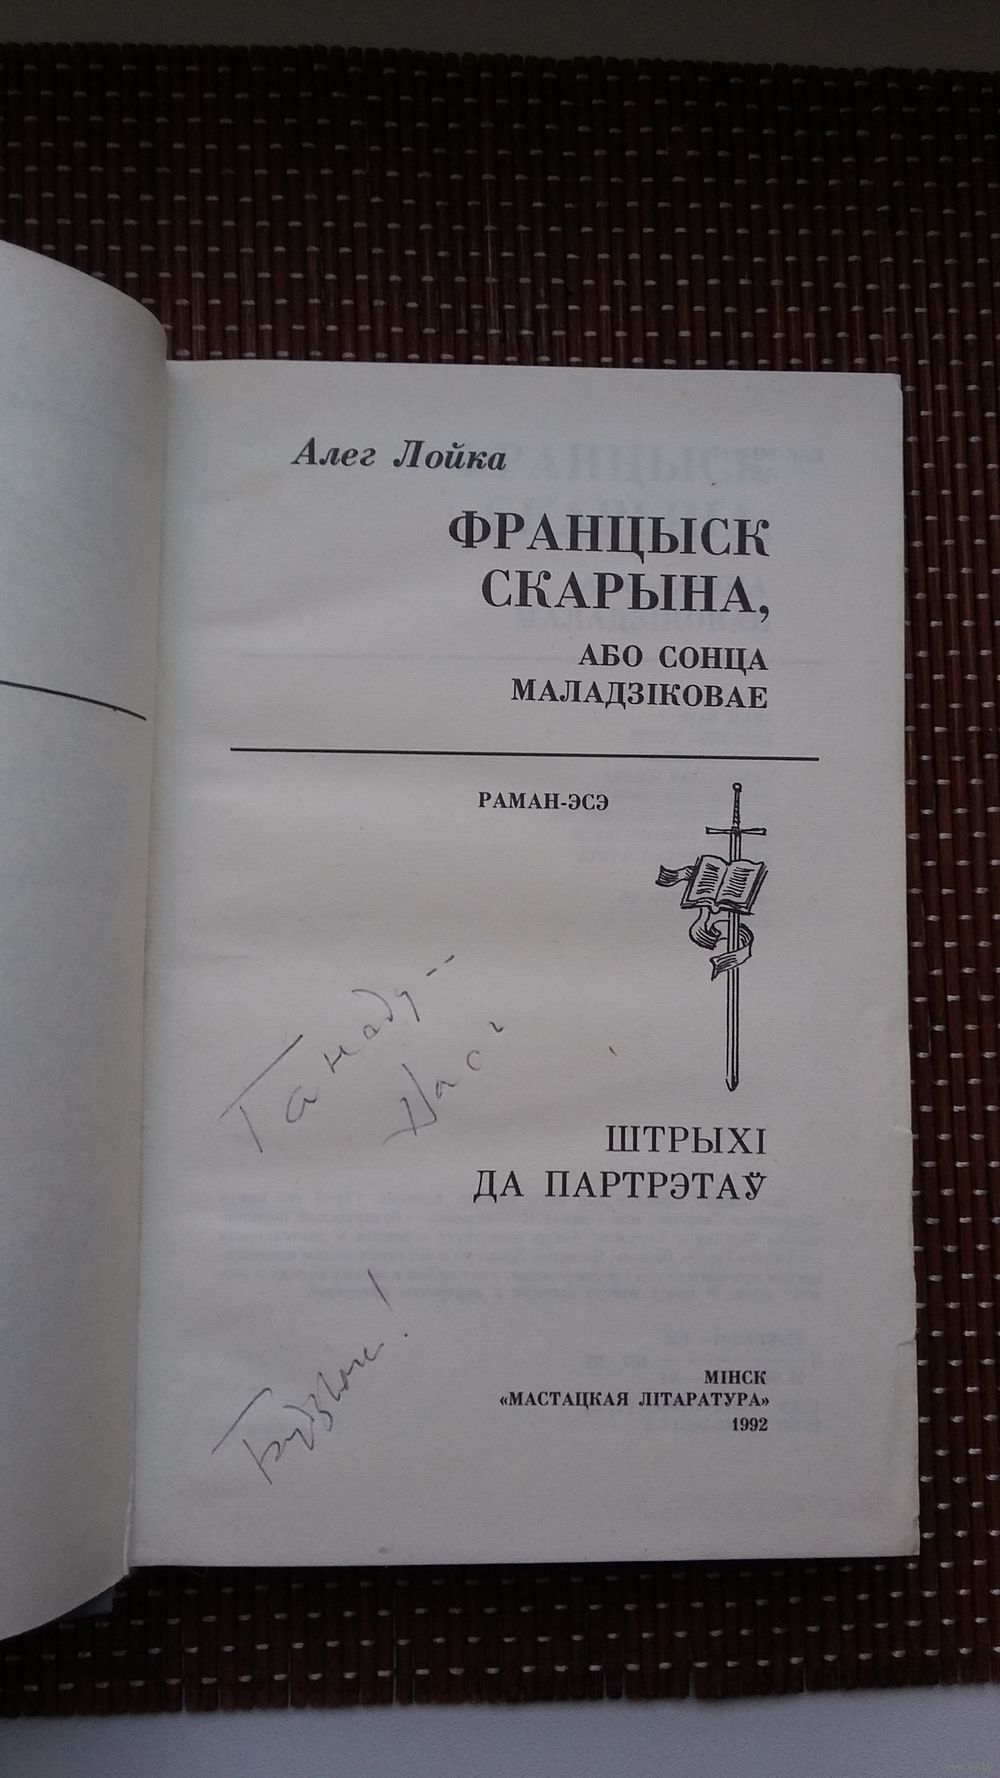 Алег Лойка
ФРАНЦЫСК
СКАРЫНА,
АБО СОНЦА
МАЛАДЗІКОВАЕ
РАМАН-ЭСЭ
ШТРЫХІ
ДА ПАРТРЭТАЎ
МІНСК
«МАСТАЦКАЯ ЛІТАРАТУРА»
1992